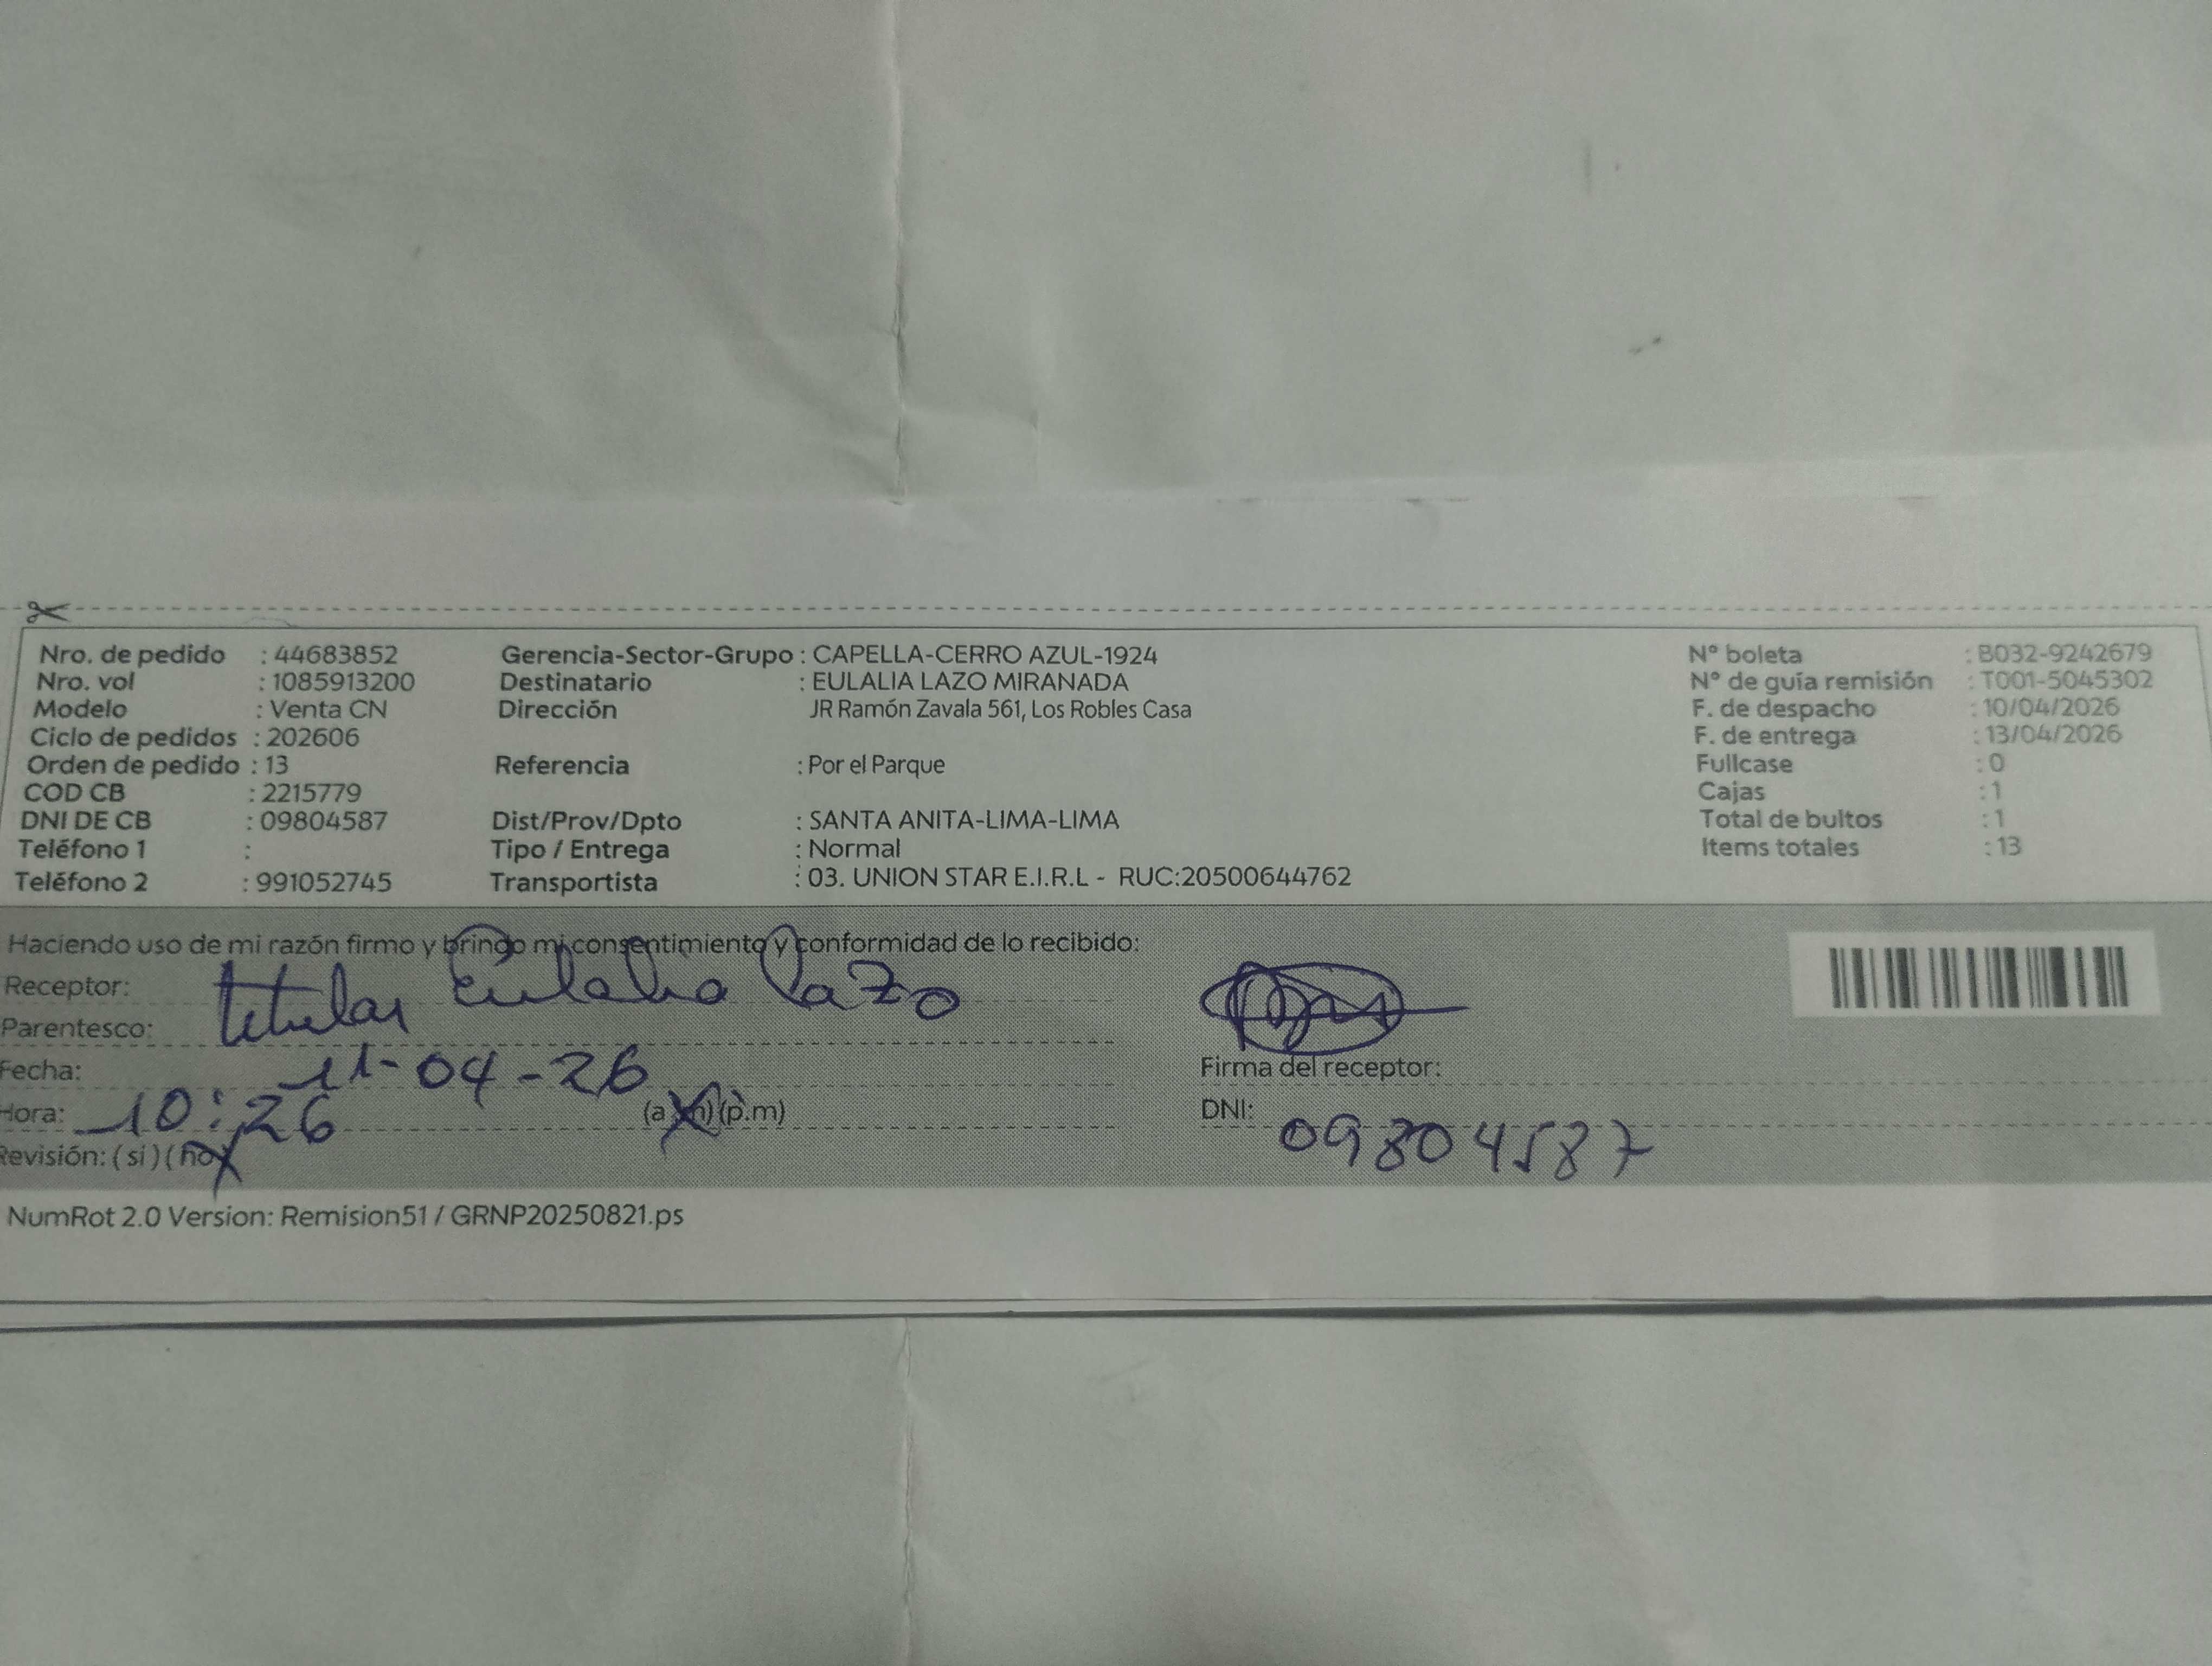 Nro. de pedido : 44683852
Nro. vol : 1085913200
Modelo : Venta CN
Ciclo de pedidos : 202606
Orden de pedido : 13
COD CB : 2215779
DNI DE CB : 09804587
Teléfono 1 :
Teléfono 2 : 991052745
Gerencia-Sector-Grupo : CAPELLA-CERRO AZUL-1924
Destinatario : EULALIA LAZO MIRANADA
Dirección JR Ramón Zavala 561, Los Robles Casa
Referencia : Por el Parque
Dist/Prov/Dpto : SANTA ANITA-LIMA-LIMA
Tipo / Entrega : Normal
Transportista : 03. UNION STAR E.I.R.L - RUC:20500644762
N° boleta : B032-9242679
N° de guía remisión : T001-5045302
F. de despacho : 10/04/2026
F. de entrega : 13/04/2026
Fullcase : 0
Cajas : 1
Total de bultos : 1
Items totales : 13
Haciendo uso de mi razón firmo y brindo mi consentimiento y conformidad de lo recibido:
Receptor: titular Eulalia lazo
Parentesco:
Fecha: 11-04-26
Hora: 10:26 (a.m) (p.m)
Revisión: (si) (no)
Firma del receptor:
DNI: 09804587
NumRot 2.0 Version: Remision51 / GRNP20250821.ps